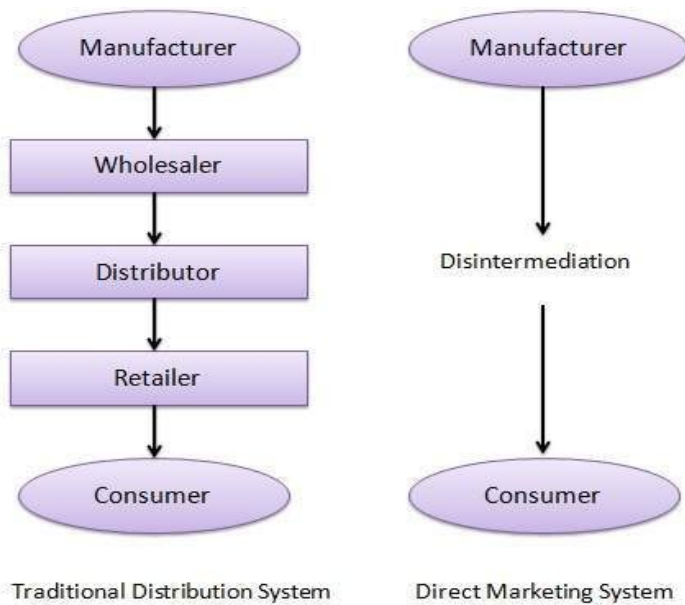 Manufacturer
Wholesaler
Distributor
Retailer
Consumer
Traditional Distribution System
Manufacturer
Disintermediation
Consumer
Direct Marketing System